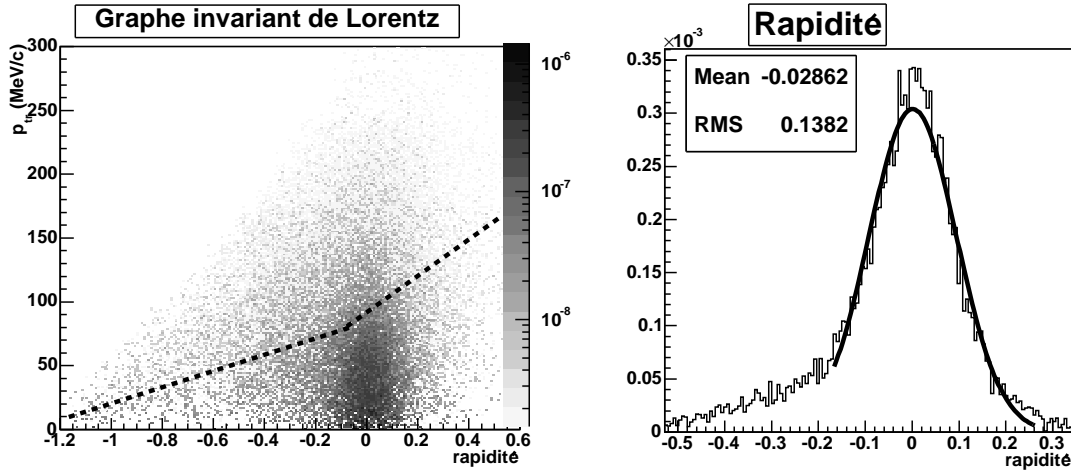 Graphe invariant de Lorentz
p_tr (MeV/c)
300
250
200
150
100
50
0
-1.2 -1 -0.8 -0.6 -0.4 -0.2 0 0.2 0.4 0.6
rapidité
10^-6
10^-7
10^-8
Rapidité
×10^-3
Mean -0.02862
RMS 0.1382
0.35
0.3
0.25
0.2
0.15
0.1
0.05
0
-0.5 -0.4 -0.3 -0.2 -0.1 0 0.1 0.2 0.3
rapidité